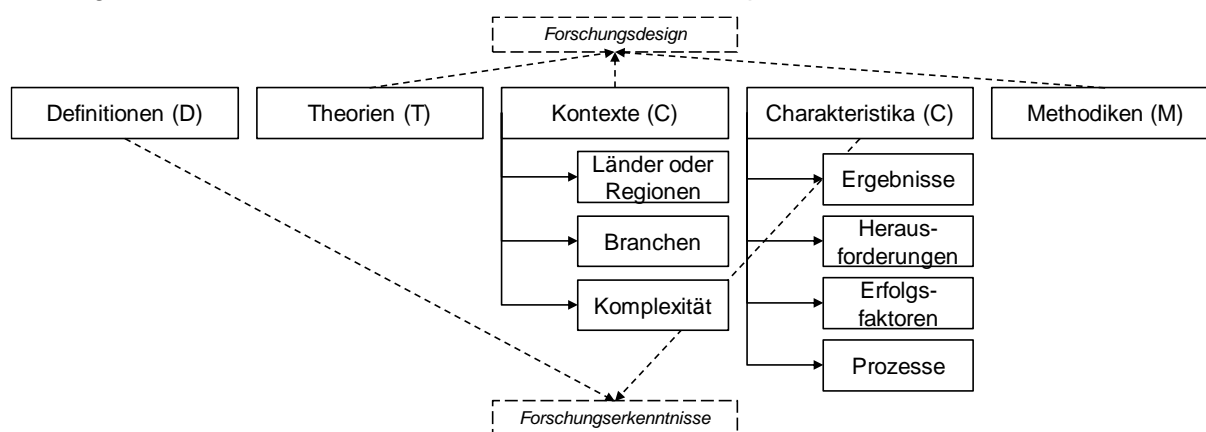 Forschungsdesign
Definitionen (D)
Theorien (T)
Kontexte (C)
Charakteristika (C)
Methodiken (M)
Länder oder
Regionen
Branchen
Komplexität
Ergebnisse
Heraus-
forderungen
Erfolgs-
faktoren
Prozesse
Forschungserkenntnisse